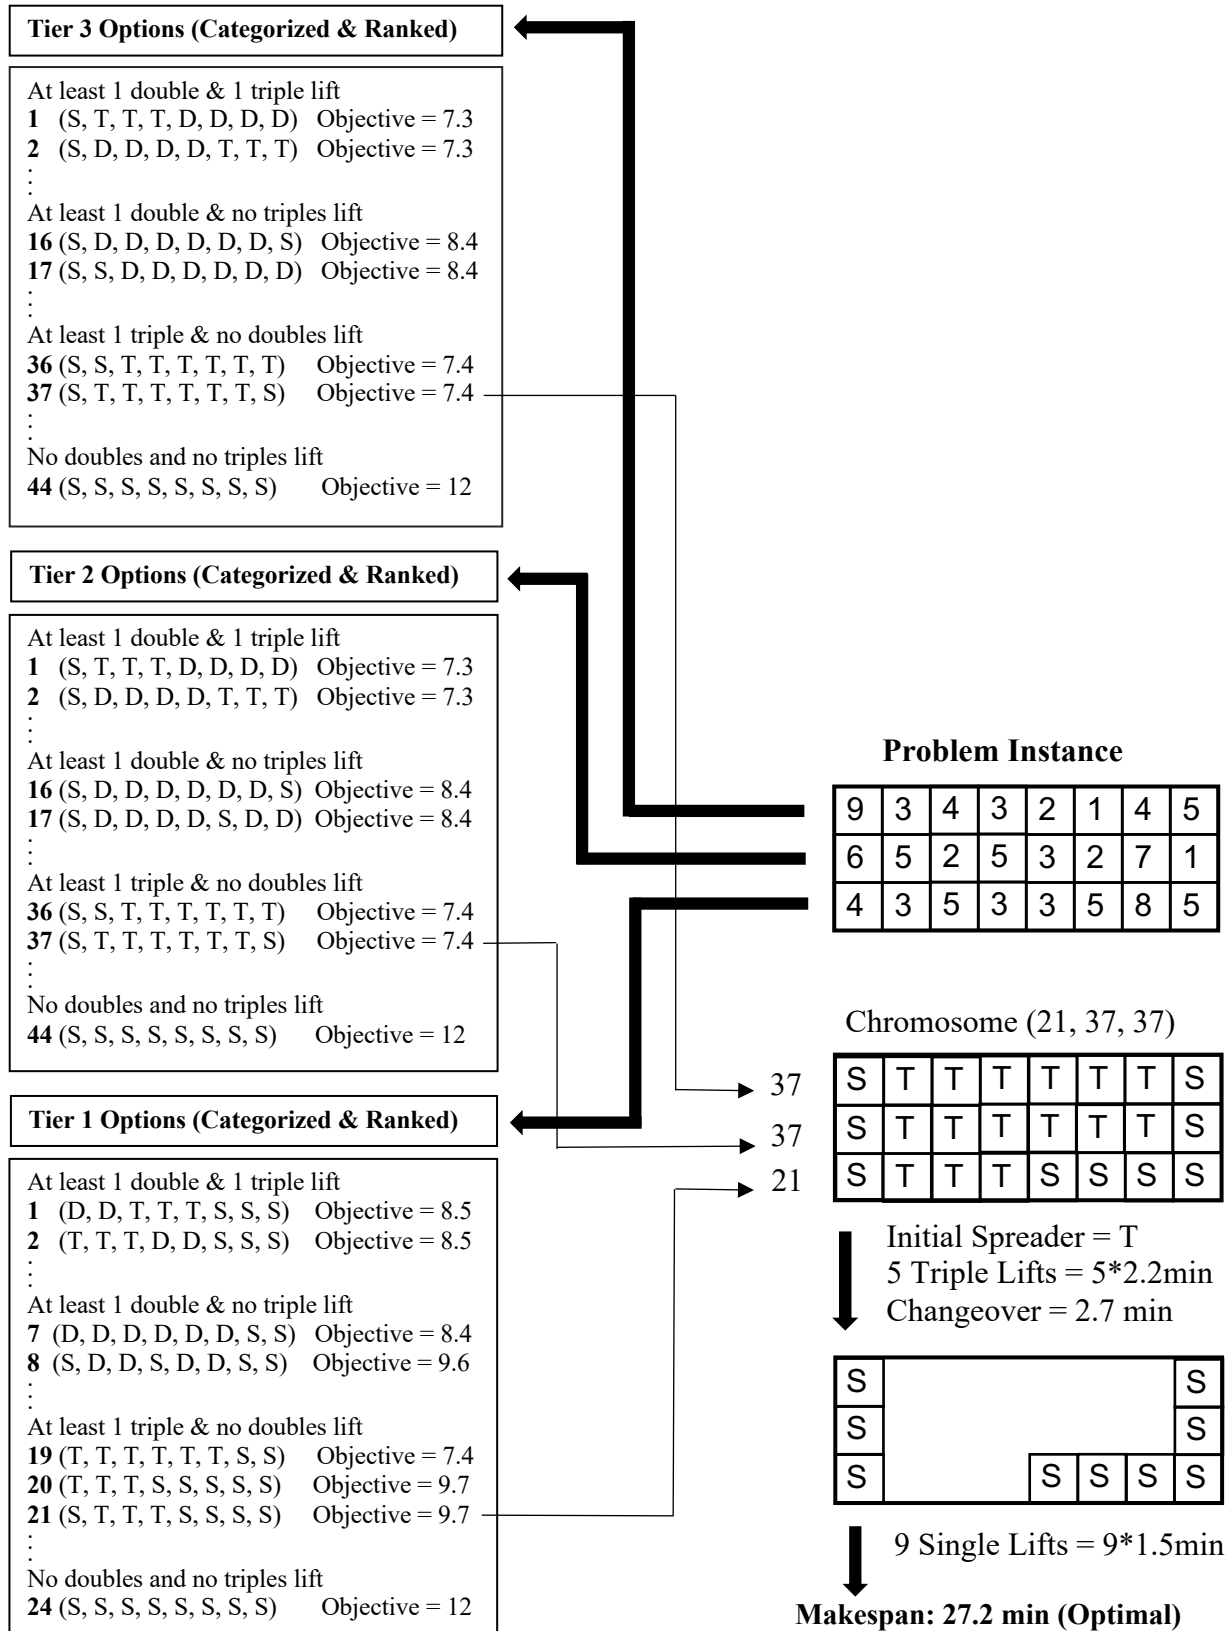 Tier 3 Options (Categorized & Ranked)
At least 1 double & 1 triple lift
1 (S, T, T, T, D, D, D, D) Objective = 7.3
2 (S, D, D, D, D, T, T, T) Objective = 7.3
:
:
At least 1 double & no triples lift
16 (S, D, D, D, D, D, D, S) Objective = 8.4
17 (S, S, D, D, D, D, D, D) Objective = 8.4
:
:
At least 1 triple & no doubles lift
36 (S, S, T, T, T, T, T, T) Objective = 7.4
37 (S, T, T, T, T, T, T, S) Objective = 7.4
:
:
No doubles and no triples lift
44 (S, S, S, S, S, S, S, S) Objective = 12
Tier 2 Options (Categorized & Ranked)
At least 1 double & 1 triple lift
1 (S, T, T, T, D, D, D, D) Objective = 7.3
2 (S, D, D, D, D, T, T, T) Objective = 7.3
:
:
At least 1 double & no triples lift
16 (S, D, D, D, D, D, D, S) Objective = 8.4
17 (S, D, D, D, D, S, D, D) Objective = 8.4
:
:
At least 1 triple & no doubles lift
36 (S, S, T, T, T, T, T, T) Objective = 7.4
37 (S, T, T, T, T, T, T, S) Objective = 7.4
:
:
No doubles and no triples lift
44 (S, S, S, S, S, S, S, S) Objective = 12
Tier 1 Options (Categorized & Ranked)
At least 1 double & 1 triple lift
1 (D, D, T, T, T, S, S, S) Objective = 8.5
2 (T, T, T, D, D, S, S, S) Objective = 8.5
:
:
At least 1 double & no triple lift
7 (D, D, D, D, D, D, S, S) Objective = 8.4
8 (S, D, D, S, D, D, S, S) Objective = 9.6
:
:
At least 1 triple & no doubles lift
19 (T, T, T, T, T, T, S, S) Objective = 7.4
20 (T, T, T, S, S, S, S, S) Objective = 9.7
21 (S, T, T, T, S, S, S, S) Objective = 9.7
:
:
No doubles and no triples lift
24 (S, S, S, S, S, S, S, S) Objective = 12
Problem Instance
9 3 4 3 2 1 4 5
6 5 2 5 3 2 7 1
4 3 5 3 3 5 8 5
Chromosome (21, 37, 37)
37 S T T T T T T S
37 S T T T T T T S
21 S T T T S S S S
Initial Spreader = T
5 Triple Lifts = 5*2.2min
Changeover = 2.7 min
S S
S S
S S S S S
9 Single Lifts = 9*1.5min
Makespan: 27.2 min (Optimal)